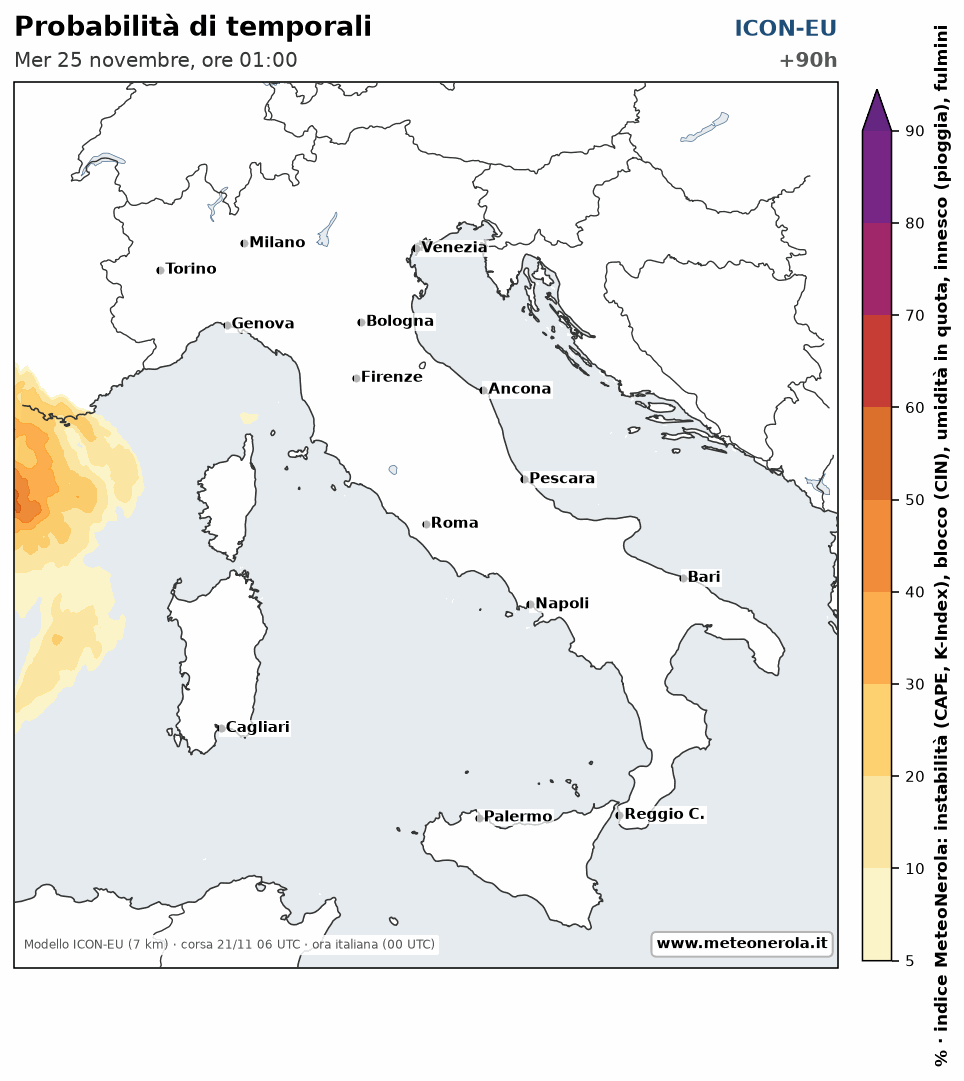 Probabilità di temporali
ICON-EU
Mer 25 novembre, ore 01:00
+90h
Milano
Venezia
Torino
Genova
Bologna
Firenze
Ancona
Pescara
Roma
Bari
Napoli
Cagliari
Palermo
Reggio C.
Modello ICON-EU (7 km) · corsa 21/11 06 UTC · ora italiana (00 UTC)
www.meteonerola.it
90
80
70
60
50
40
30
20
10
5
% · indice MeteoNerola: instabilità (CAPE, K-Index), blocco (CIN), umidità in quota, innesco (pioggia), fulmini